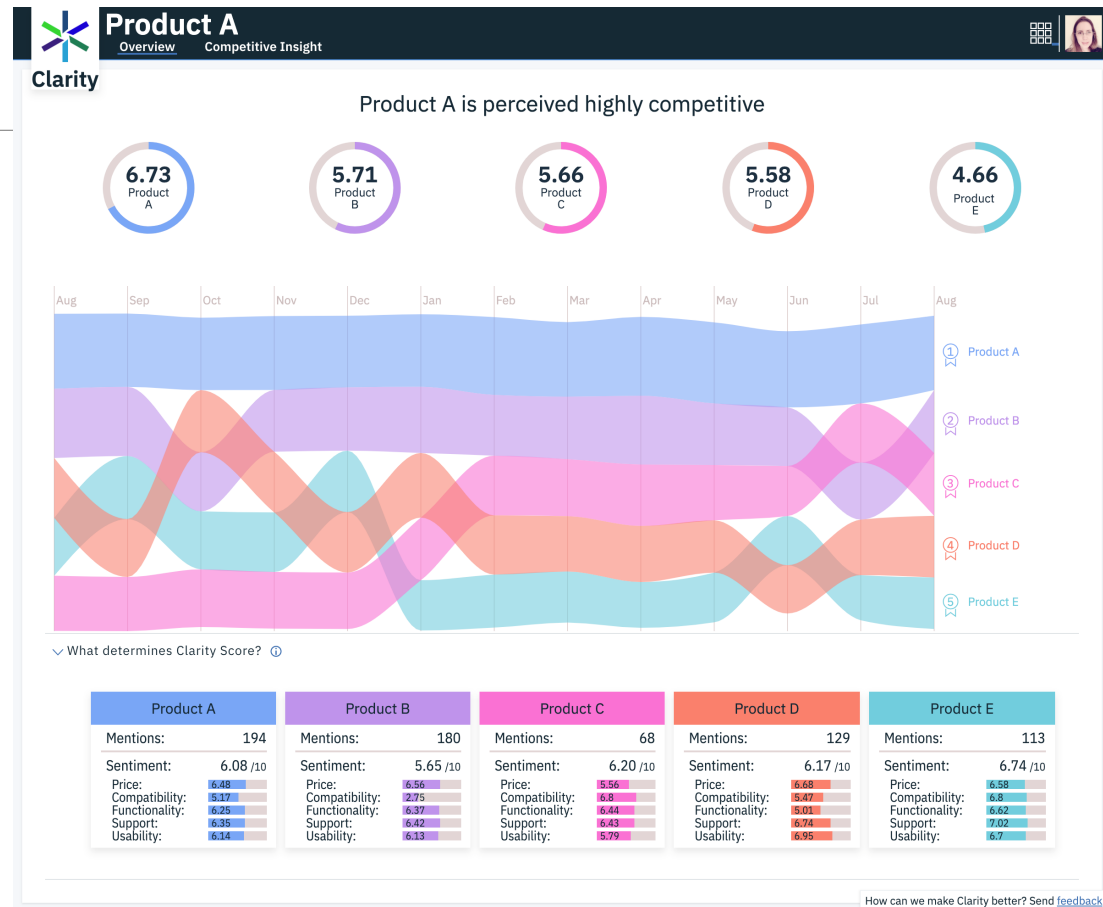 Product A
Overview Competitive Insight
Clarity
Product A is perceived highly competitive
6.73
Product
A
5.71
Product
B
5.66
Product
C
5.58
Product
D
4.66
Product
E
Aug Sep Oct Nov Dec Jan Feb Mar Apr May Jun Jul Aug
1 Product A
2 Product B
3 Product C
4 Product D
5 Product E
What determines Clarity Score?
Product A
Mentions: 194
Sentiment: 6.08 /10
Price: 6.48
Compatibility: 5.17
Functionality: 6.25
Support: 6.35
Usability: 6.14
Product B
Mentions: 180
Sentiment: 5.65 /10
Price: 6.56
Compatibility: 2.75
Functionality: 6.37
Support: 6.42
Usability: 6.13
Product C
Mentions: 68
Sentiment: 6.20 /10
Price: 5.56
Compatibility: 6.8
Functionality: 6.44
Support: 6.43
Usability: 5.79
Product D
Mentions: 129
Sentiment: 6.17 /10
Price: 6.68
Compatibility: 5.47
Functionality: 5.01
Support: 6.74
Usability: 6.95
Product E
Mentions: 113
Sentiment: 6.74 /10
Price: 6.58
Compatibility: 6.8
Functionality: 6.62
Support: 7.02
Usability: 6.7
How can we make Clarity better? Send feedback